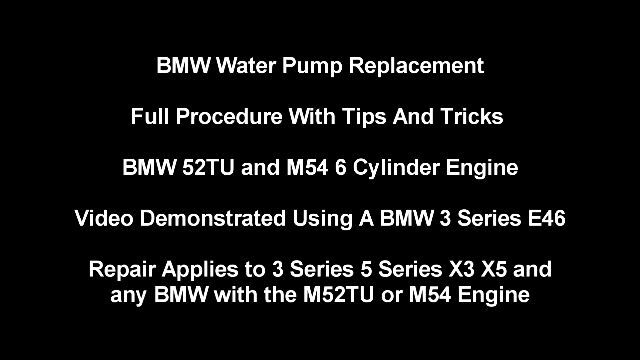 BMW Water Pump Replacement
Full Procedure With Tips And Tricks
BMW 52TU and M54 6 Cylinder Engine
Video Demonstrated Using A BMW 3 Series E46
Repair Applies to 3 Series 5 Series X3 X5 and
any BMW with the M52TU or M54 Engine